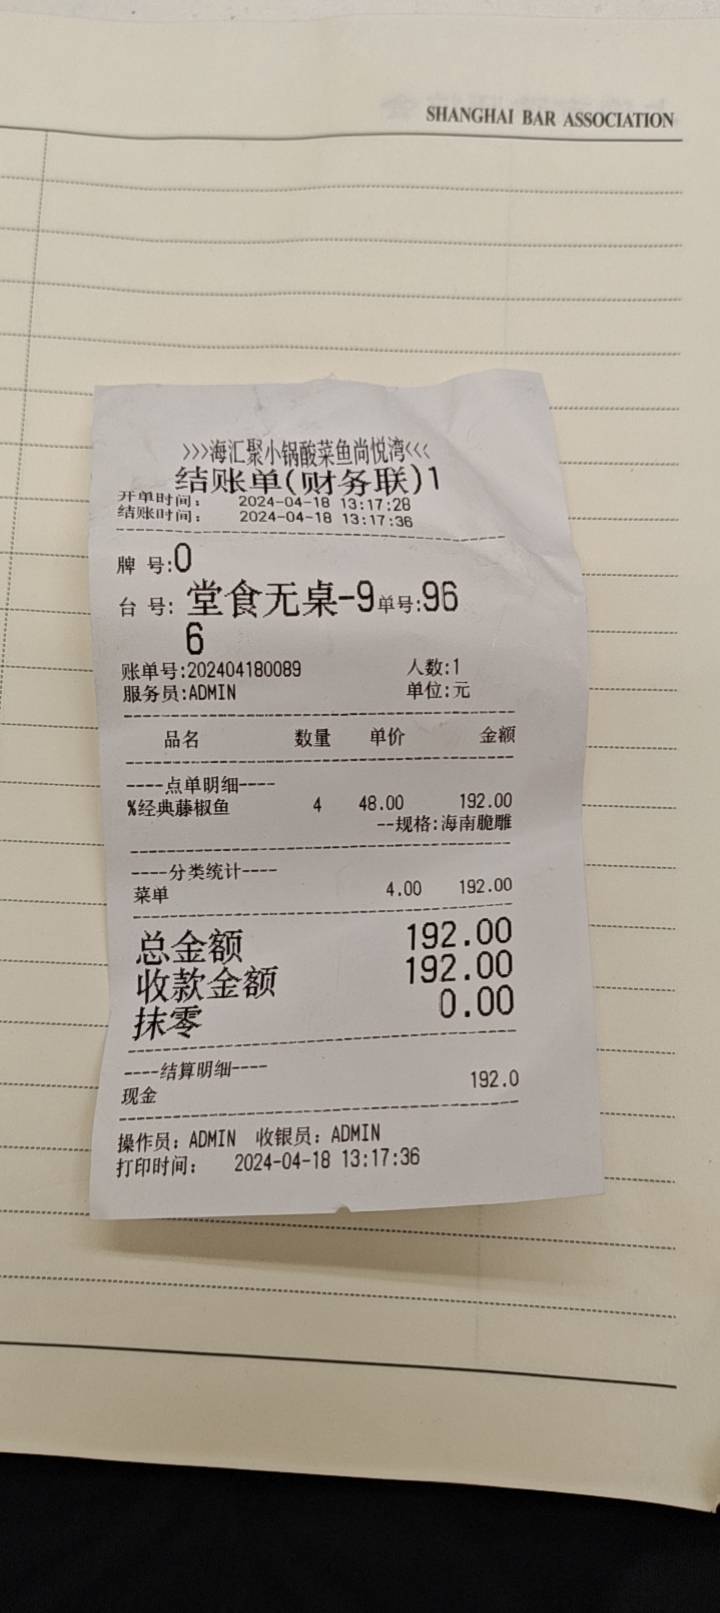 SHANGHAI BAR ASSOCIATION
>>>海汇聚小锅酸菜鱼尚悦湾<<<
结账单(财务联)1
开单时间: 2024-04-18 13:17:28
结账时间: 2024-04-18 13:17:36
牌 号:0
台 号: 堂食无桌-9单号:96
6
账单号:202404180089 人数:1
服务员:ADMIN 单位:元
品名 数量 单价 金额
----点单明细----
%经典藤椒鱼 4 48.00 192.00
--规格:海南脆雕
----分类统计----
菜单 4.00 192.00
总金额 192.00
收款金额 192.00
抹零 0.00
----结算明细----
现金 192.0
操作员: ADMIN 收银员: ADMIN
打印时间: 2024-04-18 13:17:36